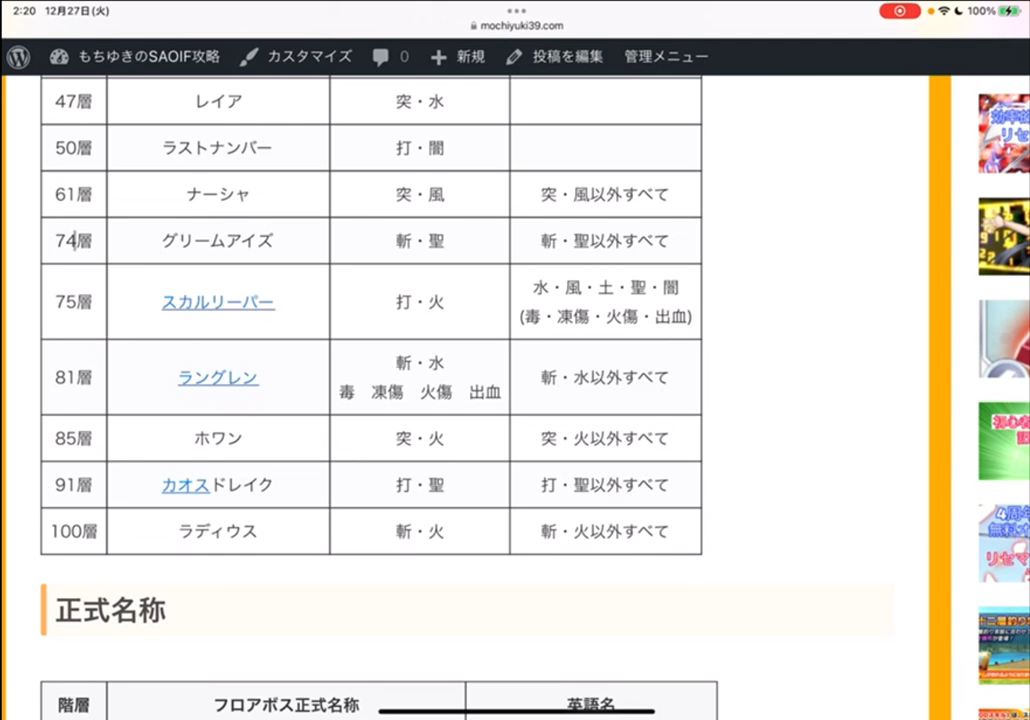 2:20 12月27日(火)
100%
mochiyuki39.com
もちゆきのSAOIF攻略 カスタマイズ 0 新規 投稿を編集 管理メニュー
47層 レイア 突・水
50層 ラストナンバー 打・闇
61層 ナーシャ 突・風 突・風以外すべて
74層 グリームアイズ 斬・聖 斬・聖以外すべて
75層 スカルリーパー 打・火 水・風・土・聖・闇
(毒・凍傷・火傷・出血)
81層 ラングレン 斬・水 斬・水以外すべて
毒 凍傷 火傷 出血
85層 ホワン 突・火 突・火以外すべて
91層 カオスドレイク 打・聖 打・聖以外すべて
100層 ラディウス 斬・火 斬・火以外すべて
正式名称
階層 フロアボス正式名称 英語名